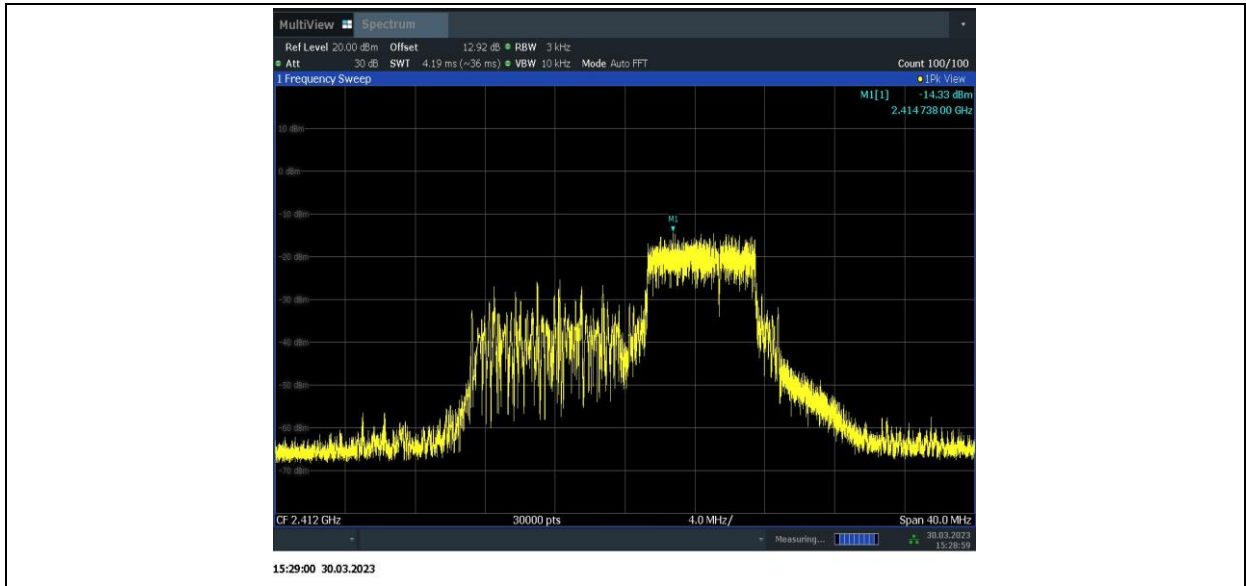 MultiView Spectrum
Ref Level 20.00 dBm Offset 12.92 dB RBW 3 kHz
Att 30 dB SWT 4.19 ms (~36 ms) VBW 10 kHz Mode Auto FFT Count 100/100
1 Frequency Sweep 1Pk View
M1[1] -14.33 dBm
2.414 738 00 GHz
10 dBm
0 dBm
-10 dBm
M1
-20 dBm
-30 dBm
-40 dBm
-50 dBm
-60 dBm
-70 dBm
CF 2.412 GHz 30000 pts 4.0 MHz/ Span 40.0 MHz
Measuring... 30.03.2023
15:28:59
15:29:00 30.03.2023